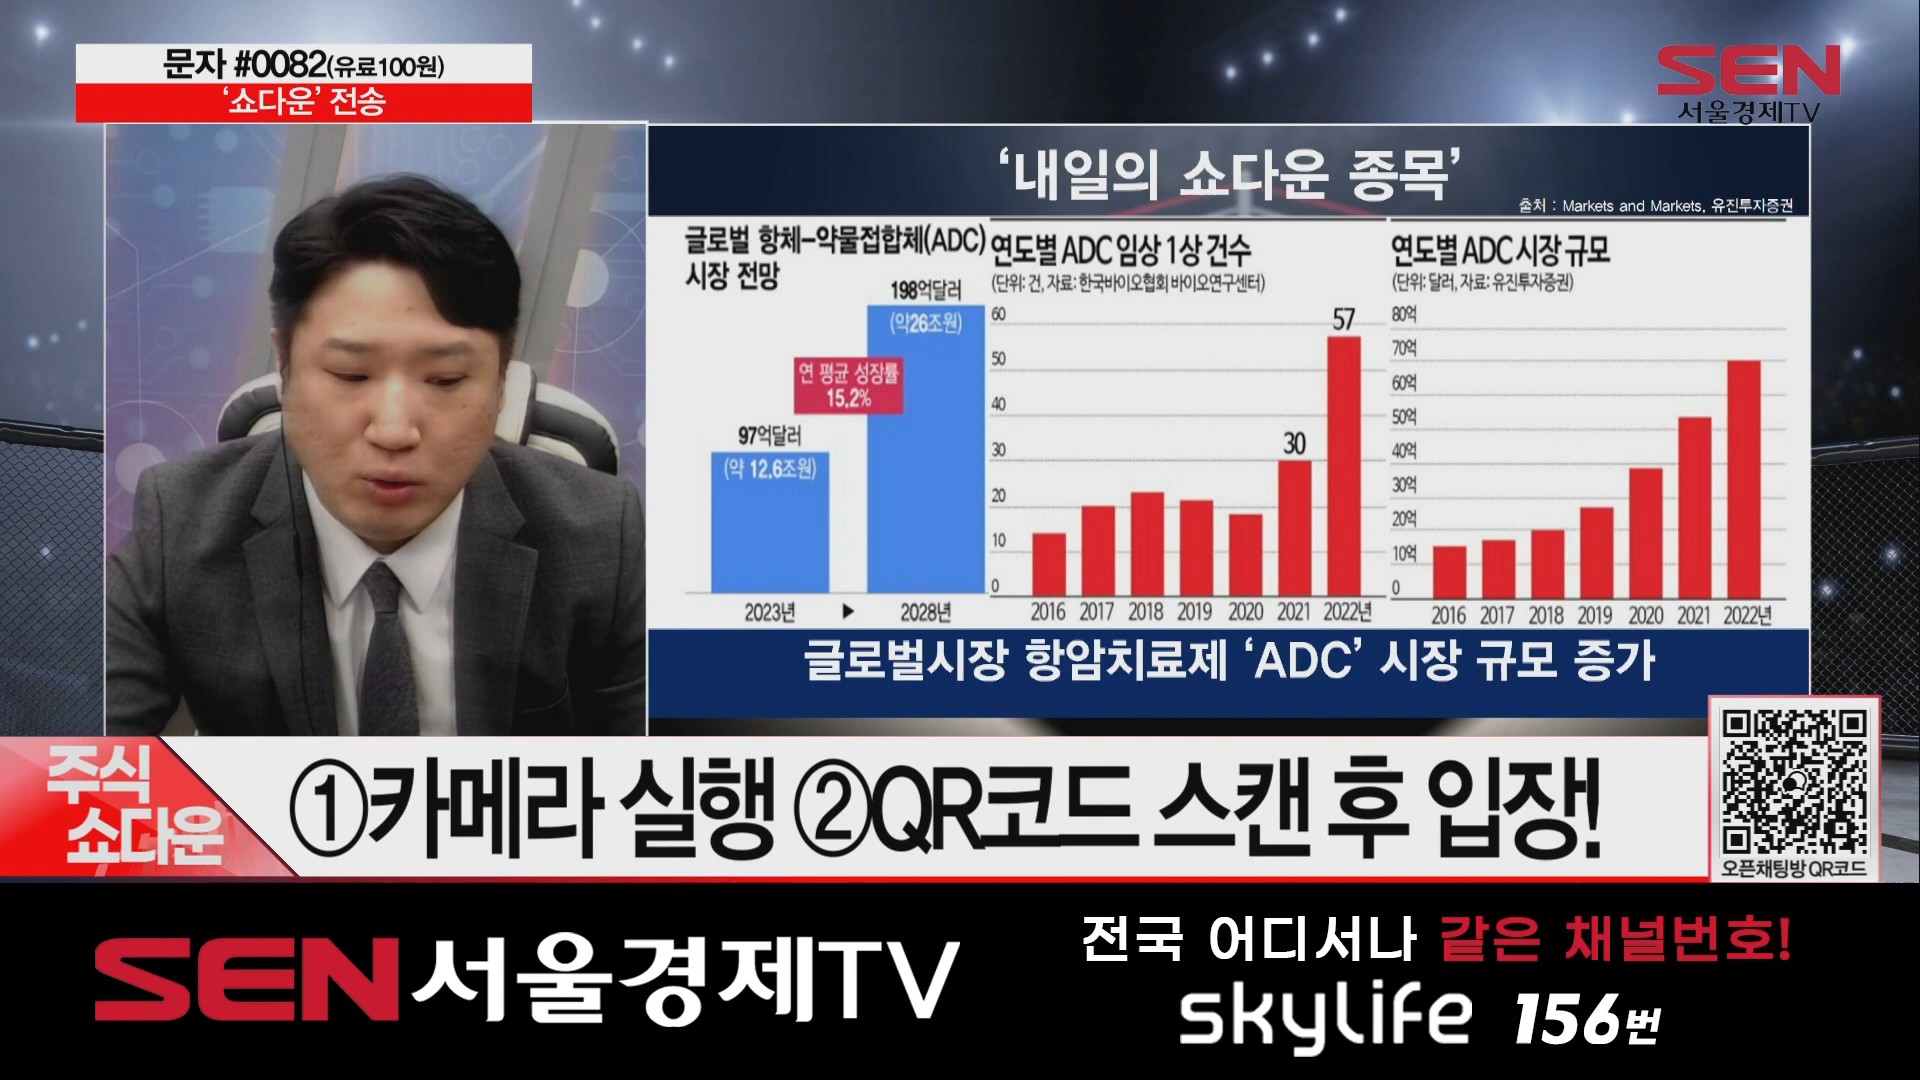 문자 #0082(유료100원)
‘쇼다운’ 전송
SEN
서울경제TV
‘내일의 쇼다운 종목’
출처 : Markets and Markets, 유진투자증권
글로벌 항체-약물접합체(ADC)
시장 전망
198억달러
(약26조원)
연 평균 성장률
15.2%
97억달러
(약 12.6조원)
2023년 ▶ 2028년
연도별 ADC 임상 1상 건수
(단위: 건, 자료: 한국바이오협회 바이오연구센터)
60
57
50
40
30
30
20
10
0
2016 2017 2018 2019 2020 2021 2022년
연도별 ADC 시장 규모
(단위: 달러, 자료: 유진투자증권)
80억
70억
60억
50억
40억
30억
20억
10억
0
2016 2017 2018 2019 2020 2021 2022년
글로벌시장 항암치료제 ‘ADC’ 시장 규모 증가
주식
쇼다운
①카메라 실행 ②QR코드 스캔 후 입장!
오픈채팅방 QR코드
SEN서울경제TV
전국 어디서나 같은 채널번호!
skylife 156번